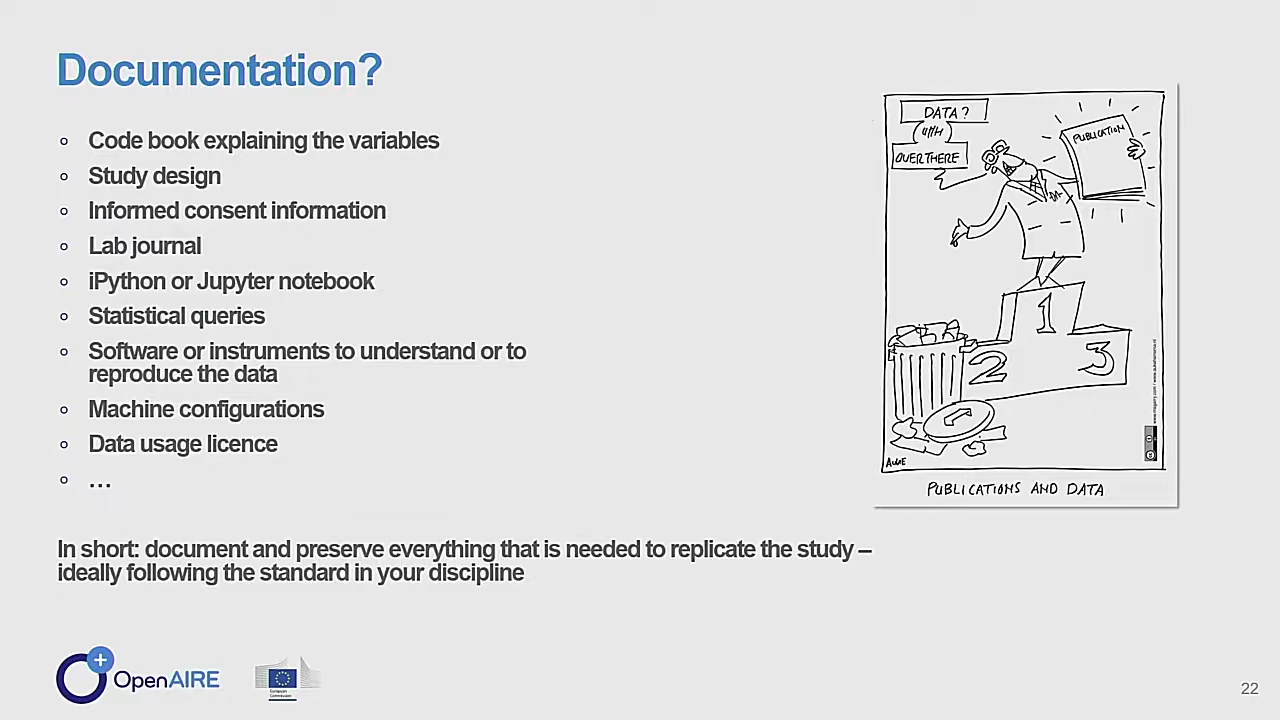 Documentation?
Code book explaining the variables
Study design
Informed consent information
Lab journal
iPython or Jupyter notebook
Statistical queries
Software or instruments to understand or to
reproduce the data
Machine configurations
Data usage licence
…
In short: document and preserve everything that is needed to replicate the study –
ideally following the standard in your discipline
DATA?
UHH
OVER THERE
PUBLICATION
1
2
3
AUKE
PUBLICATIONS AND DATA
OpenAIRE
European
Commission
22